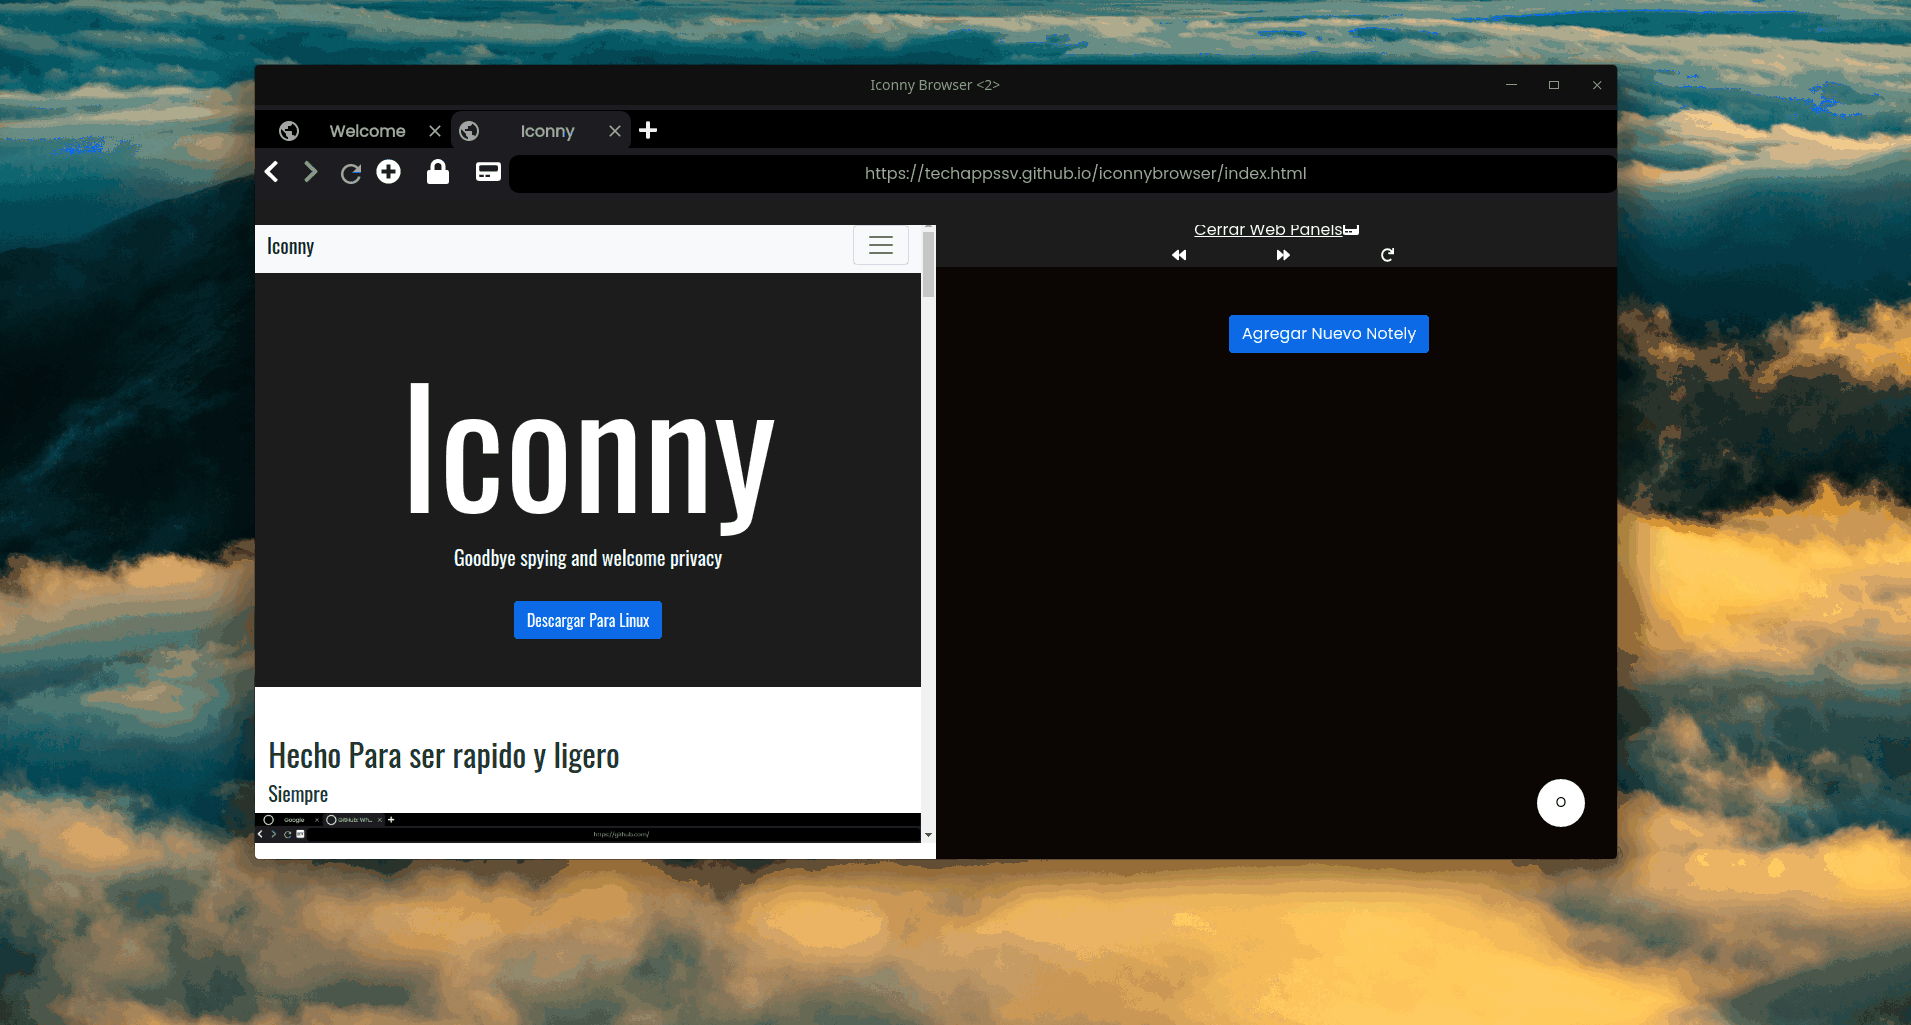 Iconny Browser <2>
Welcome
Iconny
https://techappssv.github.io/iconnybrowser/index.html
Iconny
Cerrar Web Panels
Agregar Nuevo Notely
Iconny
Goodbye spying and welcome privacy
Descargar Para Linux
Hecho Para ser rapido y ligero
Siempre
O
Google
GitHub: Wh...
https://github.com/